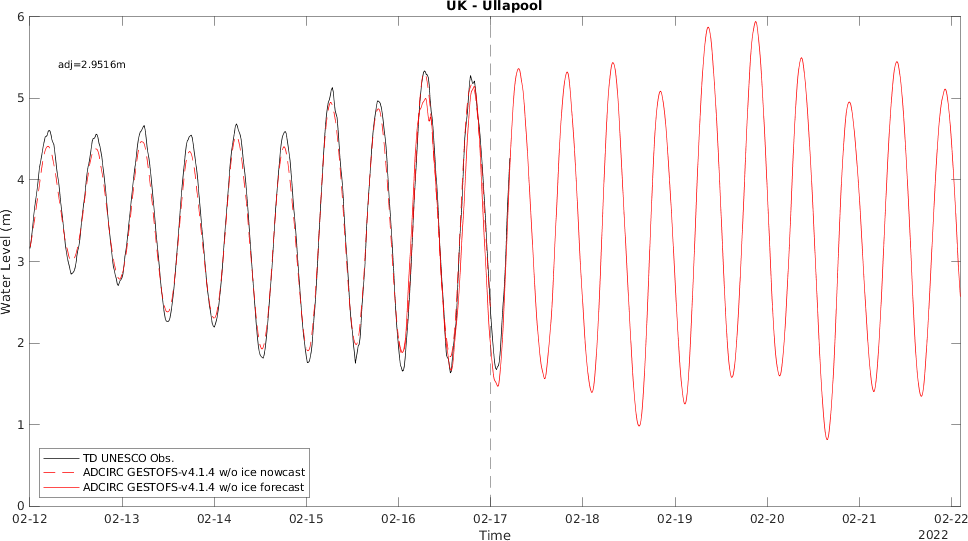 UK - Ullapool
adj=2.9516m
Water Level (m)
6
5
4
3
2
1
0
TD UNESCO Obs.
ADCIRC GESTOFS-v4.1.4 w/o ice nowcast
ADCIRC GESTOFS-v4.1.4 w/o ice forecast
02-12 02-13 02-14 02-15 02-16 02-17 02-18 02-19 02-20 02-21 02-22
Time
2022